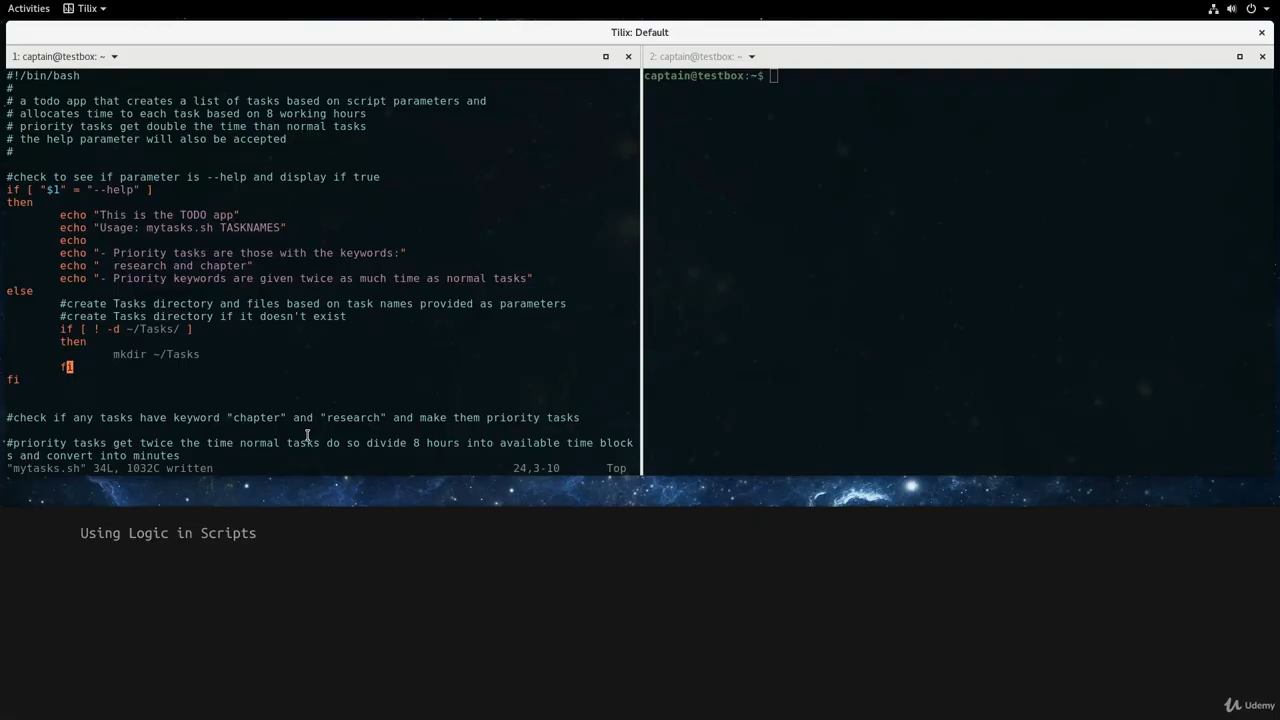 Activities Tilix
Tilix: Default
1: captain@testbox: ~
2: captain@testbox: ~
#!/bin/bash
#
# a todo app that creates a list of tasks based on script parameters and
# allocates time to each task based on 8 working hours
# priority tasks get double the time than normal tasks
# the help parameter will also be accepted
#
#check to see if parameter is --help and display if true
if [ "$1" = "--help" ]
then
echo "This is the TODO app"
echo "Usage: mytasks.sh TASKNAMES"
echo
echo "- Priority tasks are those with the keywords:"
echo "  research and chapter"
echo "- Priority keywords are given twice as much time as normal tasks"
else
#create Tasks directory and files based on task names provided as parameters
#create Tasks directory if it doesn't exist
if [ ! -d ~/Tasks/ ]
then
mkdir ~/Tasks
fi
fi
#check if any tasks have keyword "chapter" and "research" and make them priority tasks
#priority tasks get twice the time normal tasks do so divide 8 hours into available time block
s and convert into minutes
"mytasks.sh" 34L, 1032C written 24,3-10 Top
captain@testbox:~$
Using Logic in Scripts
Udemy